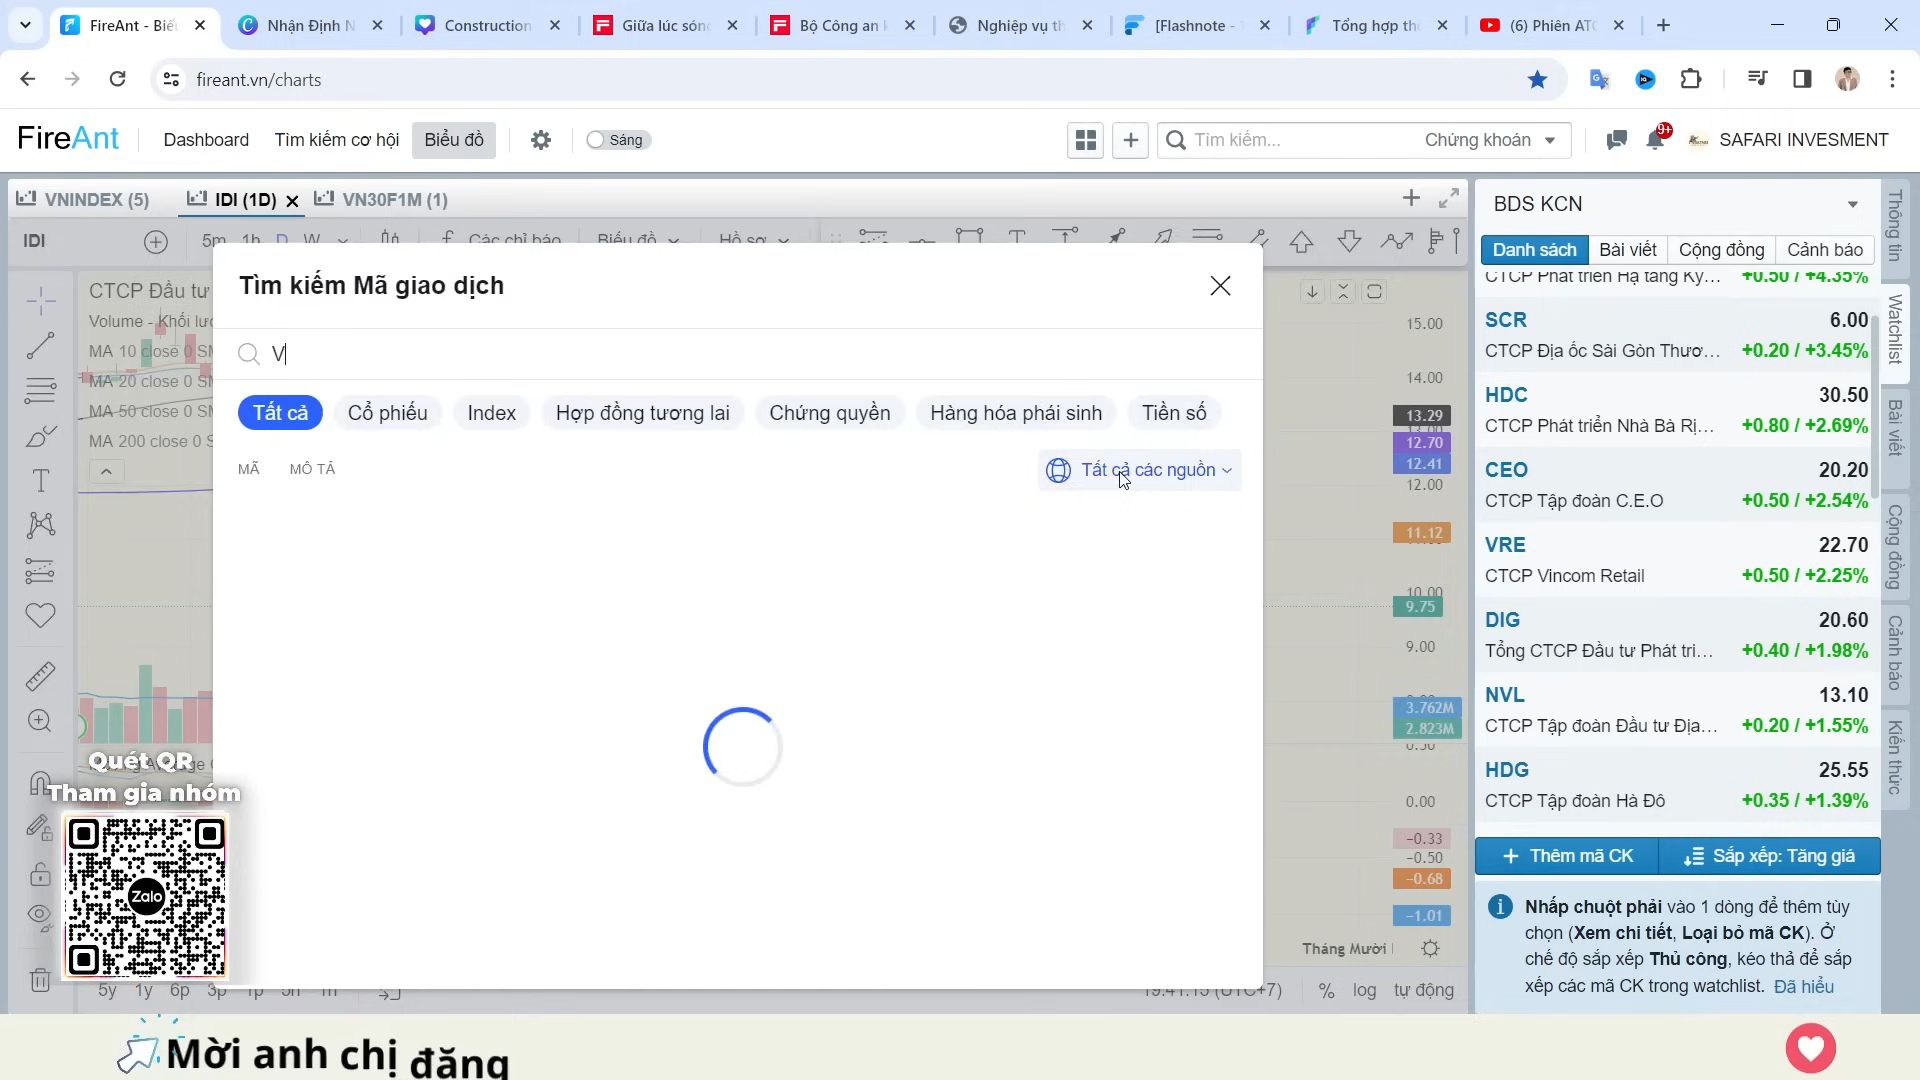 FireAnt - Biể
Nhận Định N
Construction
Giữa lúc són
Bộ Công an k
Nghiệp vụ th
[Flashnote -
Tổng hợp th
(6) Phiên ATC
fireant.vn/charts
FireAnt
Dashboard
Tìm kiếm cơ hội
Biểu đồ
Sáng
Tìm kiếm...
Chứng khoán
9+
SAFARI INVESMENT
VNINDEX (5)
IDI (1D)
VN30F1M (1)
IDI
5m 1h D W
Các chỉ báo
Biểu đồ
Hồ sơ
CTCP Đầu tư
Volume - Khối lượ
MA 10 close 0 SM
MA 20 close 0 SM
MA 50 close 0 SM
MA 200 close 0 S
Tìm kiếm Mã giao dịch
V
Tất cả
Cổ phiếu
Index
Hợp đồng tương lai
Chứng quyền
Hàng hóa phái sinh
Tiền số
MÃ
MÔ TẢ
Tất cả các nguồn
15.00
14.00
13.29
13.00
12.70
12.41
12.00
11.12
10.00
9.75
9.00
3.762M
2.823M
0.50
0.00
-0.33
-0.50
-0.68
-1.01
Tháng Mười
5y 1y 6p 3p 1p 5n 1n
19:41:15 (UTC+7)
%
log
tự động
BDS KCN
Danh sách
Bài viết
Cộng đồng
Cảnh báo
CTCP Phát triển Hạ tầng Kỹ... +0.50 / +4.35%
SCR 6.00
CTCP Địa ốc Sài Gòn Thươ... +0.20 / +3.45%
HDC 30.50
CTCP Phát triển Nhà Bà Rị... +0.80 / +2.69%
CEO 20.20
CTCP Tập đoàn C.E.O +0.50 / +2.54%
VRE 22.70
CTCP Vincom Retail +0.50 / +2.25%
DIG 20.60
Tổng CTCP Đầu tư Phát tri... +0.40 / +1.98%
NVL 13.10
CTCP Tập đoàn Đầu tư Địa... +0.20 / +1.55%
HDG 25.55
CTCP Tập đoàn Hà Đô +0.35 / +1.39%
Thêm mã CK
Sắp xếp: Tăng giá
Nhấp chuột phải vào 1 dòng để thêm tùy
chọn (Xem chi tiết, Loại bỏ mã CK). Ở
chế độ sắp xếp Thủ công, kéo thả để sắp
xếp các mã CK trong watchlist. Đã hiểu
Thông tin
Watchlist
Bài viết
Cộng đồng
Cảnh báo
Kiến thức
Quét QR
Tham gia nhóm
Zalo
Mời anh chị đăng